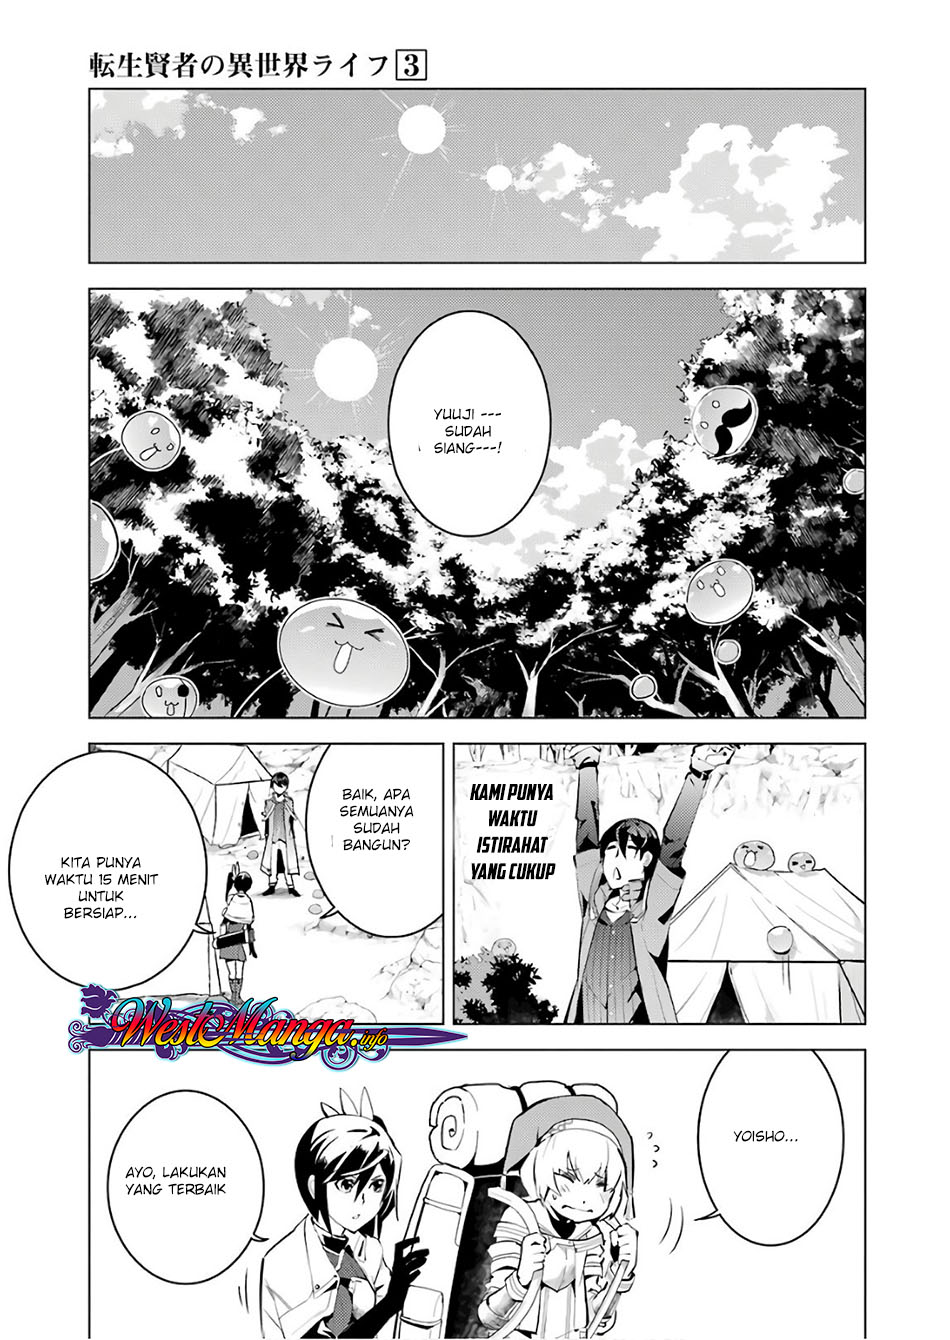 転生賢者の異世界ライフ3
YUUJI ---
SUDAH
SIANG---!
KAMI PUNYA
WAKTU
ISTIRAHAT
YANG CUKUP
BAIK, APA
SEMUANYA
SUDAH
BANGUN?
KITA PUNYA
WAKTU 15 MENIT
UNTUK
BERSIAP...
WestManga.info
YOISHO...
AYO, LAKUKAN
YANG TERBAIK